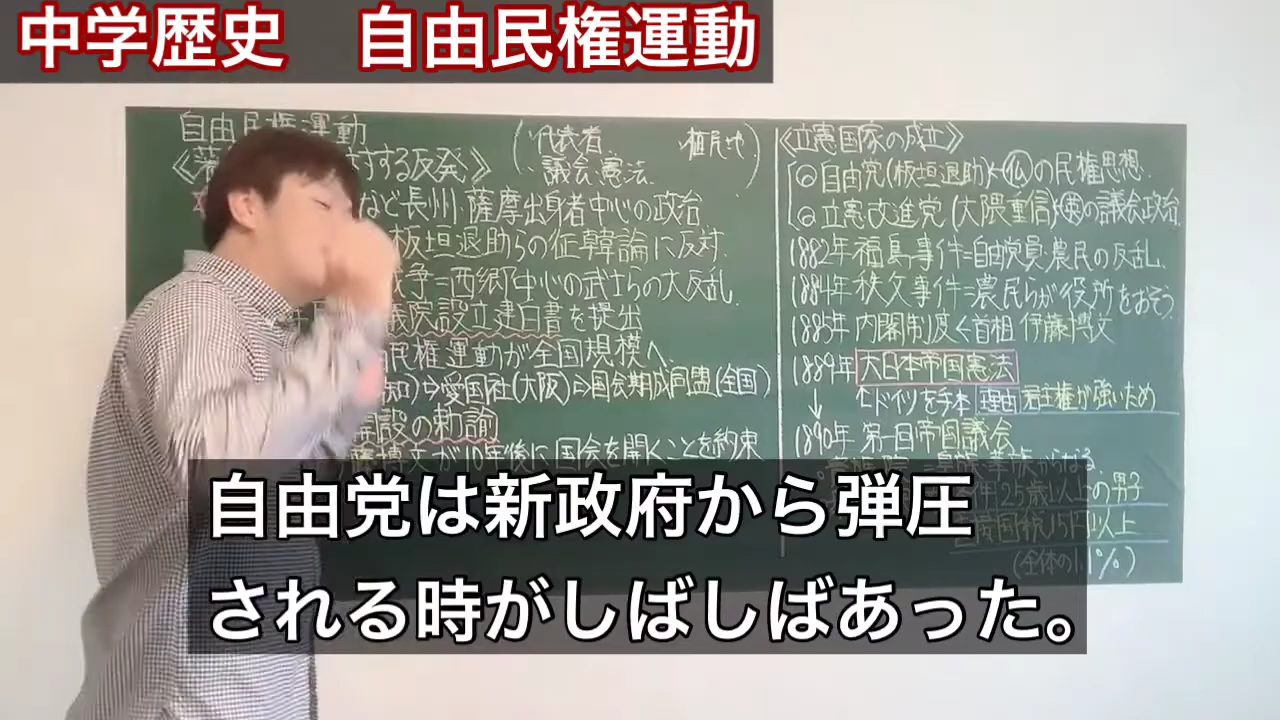 中学歴史 自由民権運動
自由民権運動
(代表者 植民地)
議会憲法
対する反発》
など長州・薩摩出身者中心の政治
板垣退助らの征韓論に反対.
戦争=西郷中心の武士らの大反乱.
議院設立建白書を提出
民権運動が全国規模へ.
知)⇒愛国社(大阪)⇒国会期成同盟(全国)
開設の勅諭
藤博文が10年後に国会を開くことを約束
《立憲国家の成立》
◎自由党(板垣退助)←仏の民権思想.
◎立憲改進党(大隈重信)←英の議会政治.
1882年 福島事件=自由党員・農民の反乱.
1884年 秩父事件=農民らが役所をおそう
1885年 内閣制度<首相 伊藤博文
1889年 大日本帝国憲法
↑ドイツを手本 理由 君主権が強いため
↓
1890年 第一回帝国議会
25歳以上の男子
直接国税15円以上
(全体の1.1%)
自由党は新政府から弾圧
される時がしばしばあった。